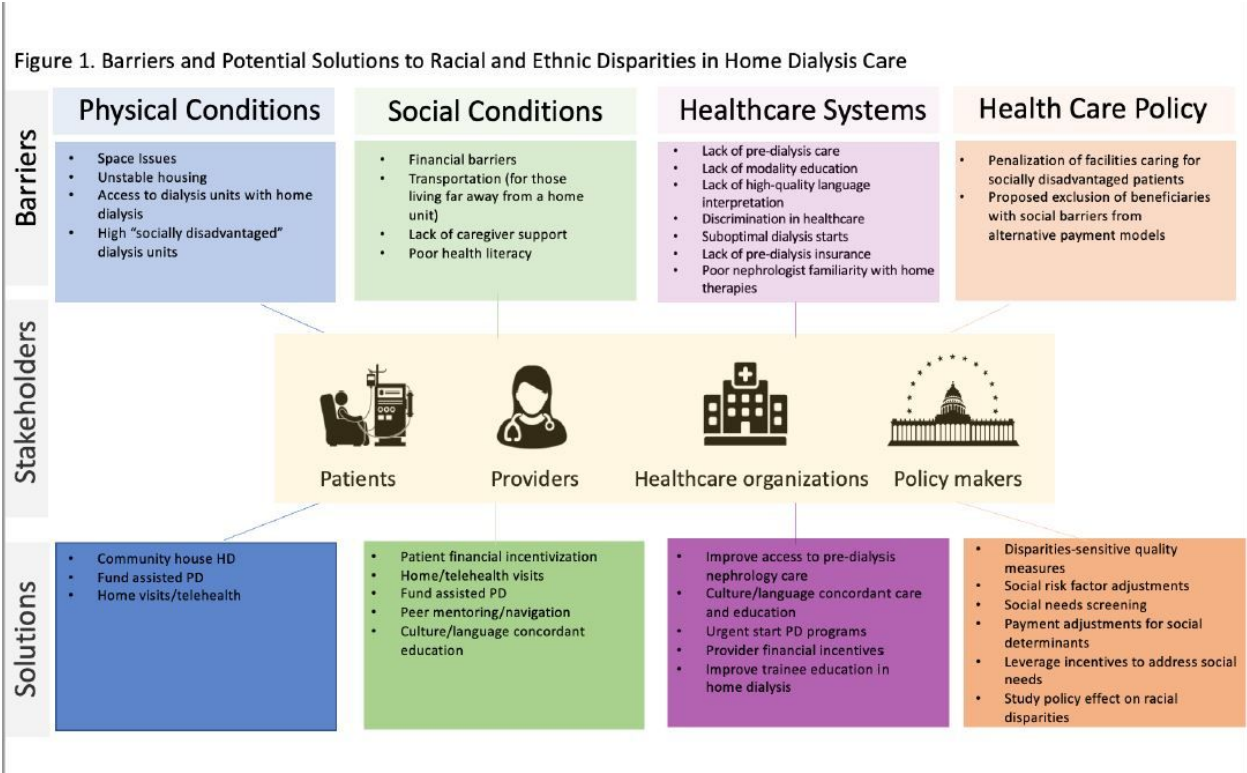 Figure 1. Barriers and Potential Solutions to Racial and Ethnic Disparities in Home Dialysis Care
Barriers
Physical Conditions
• Space Issues
• Unstable housing
• Access to dialysis units with home
dialysis
• High “socially disadvantaged”
dialysis units
Social Conditions
• Financial barriers
• Transportation (for those
living far away from a home
unit)
• Lack of caregiver support
• Poor health literacy
Healthcare Systems
• Lack of pre-dialysis care
• Lack of modality education
• Lack of high-quality language
interpretation
• Discrimination in healthcare
• Suboptimal dialysis starts
• Lack of pre-dialysis insurance
• Poor nephrologist familiarity with home
therapies
Health Care Policy
• Penalization of facilities caring for
socially disadvantaged patients
• Proposed exclusion of beneficiaries
with social barriers from
alternative payment models
Stakeholders
Patients
Providers
Healthcare organizations
Policy makers
Solutions
• Community house HD
• Fund assisted PD
• Home visits/telehealth
• Patient financial incentivization
• Home/telehealth visits
• Fund assisted PD
• Peer mentoring/navigation
• Culture/language concordant
education
• Improve access to pre-dialysis
nephrology care
• Culture/language concordant care
and education
• Urgent start PD programs
• Provider financial incentives
• Improve trainee education in
home dialysis
• Disparities-sensitive quality
measures
• Social risk factor adjustments
• Social needs screening
• Payment adjustments for social
determinants
• Leverage incentives to address social
needs
• Study policy effect on racial
disparities